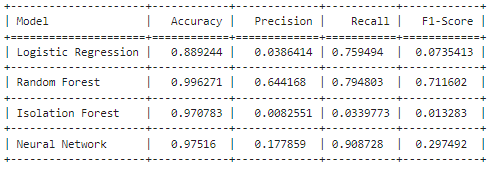 | Model | Accuracy | Precision | Recall | F1-Score |
| Logistic Regression | 0.889244 | 0.0386414 | 0.759494 | 0.0735413 |
| Random Forest | 0.996271 | 0.644168 | 0.794803 | 0.711602 |
| Isolation Forest | 0.970783 | 0.0082551 | 0.0339773 | 0.013283 |
| Neural Network | 0.97516 | 0.177859 | 0.908728 | 0.297492 |